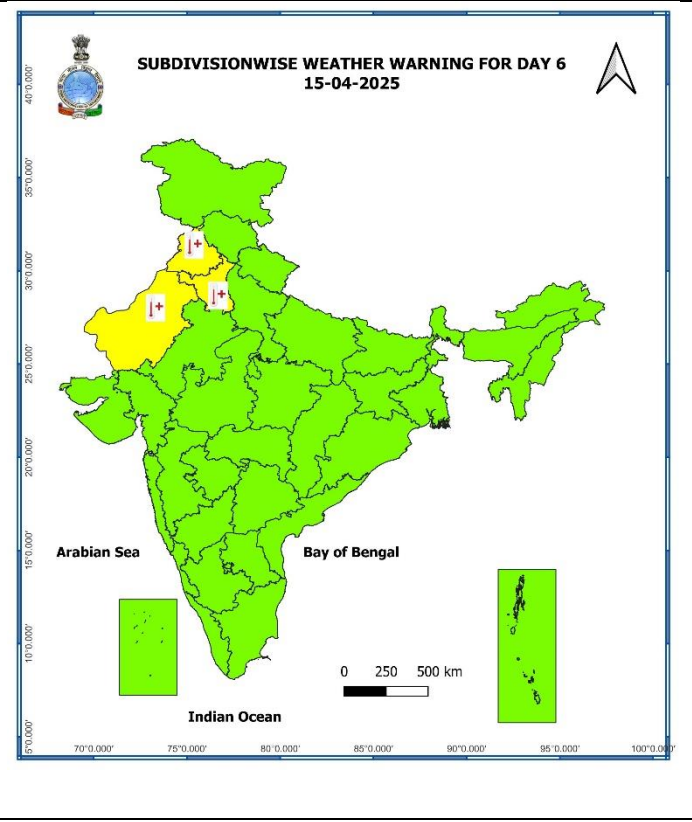 SUBDIVISIONWISE WEATHER WARNING FOR DAY 6
15-04-2025
40°0.000'
35°0.000'
30°0.000'
25°0.000'
20°0.000'
15°0.000'
10°0.000'
5°0.000'
Arabian Sea
Bay of Bengal
0 250 500 km
Indian Ocean
70°0.000' 75°0.000' 80°0.000' 85°0.000' 90°0.000' 95°0.000' 100°0.000'